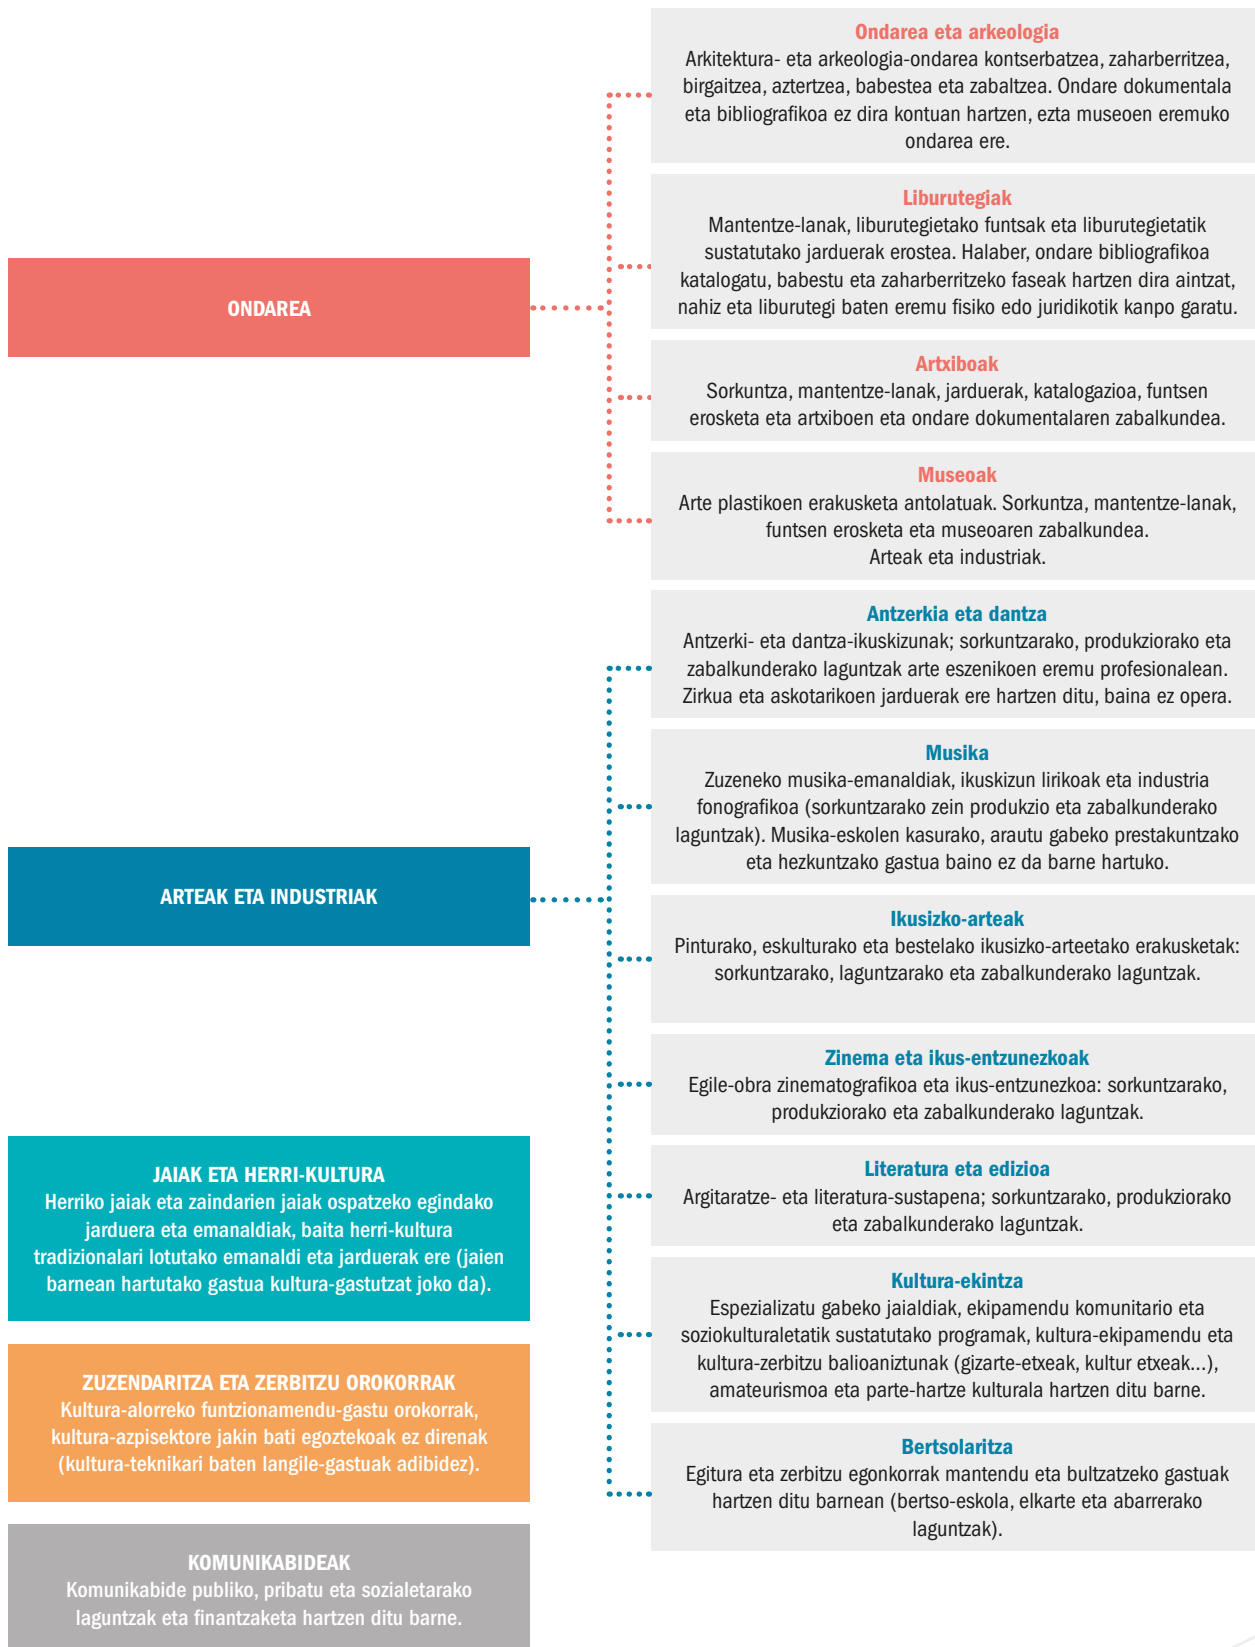 ONDAREA
Ondarea eta arkeologia
Arkitektura- eta arkeologia-ondarea kontserbatzea, zaharberritzea,
birgaitzea, aztertzea, babestea eta zabaltzea. Ondare dokumentala
eta bibliografikoa ez dira kontuan hartzen, ezta museoen eremuko
ondarea ere.
Liburutegiak
Mantentze-lanak, liburutegietako funtsak eta liburutegietatik
sustatutako jarduerak erostea. Halaber, ondare bibliografikoa
katalogatu, babestu eta zaharberritzeko faseak hartzen dira aintzat,
nahiz eta liburutegi baten eremu fisiko edo juridikotik kanpo garatu.
Artxiboak
Sorkuntza, mantentze-lanak, jarduerak, katalogazioa, funtsen
erosketa eta artxiboen eta ondare dokumentalaren zabalkundea.
Museoak
Arte plastikoen erakusketa antolatuak. Sorkuntza, mantentze-lanak,
funtsen erosketa eta museoaren zabalkundea.
Arteak eta industriak.
ARTEAK ETA INDUSTRIAK
Antzerkia eta dantza
Antzerki- eta dantza-ikuskizunak; sorkuntzarako, produkziorako eta
zabalkunderako laguntzak arte eszenikoen eremu profesionalean.
Zirkua eta askotarikoen jarduerak ere hartzen ditu, baina ez opera.
Musika
Zuzeneko musika-emanaldiak, ikuskizun lirikoak eta industria
fonografikoa (sorkuntzarako zein produkzio eta zabalkunderako
laguntzak). Musika-eskolen kasurako, arautu gabeko prestakuntzako
eta hezkuntzako gastua baino ez da barne hartuko.
Ikusizko-arteak
Pinturako, eskulturako eta bestelako ikusizko-arteetako erakusketak:
sorkuntzarako, laguntzarako eta zabalkunderako laguntzak.
Zinema eta ikus-entzunezkoak
Egile-obra zinematografikoa eta ikus-entzunezkoa: sorkuntzarako,
produkziorako eta zabalkunderako laguntzak.
Literatura eta edizioa
Argitaratze- eta literatura-sustapena; sorkuntzarako, produkziorako
eta zabalkunderako laguntzak.
Kultura-ekintza
Espezializatu gabeko jaialdiak, ekipamendu komunitario eta
soziokulturaletatik sustatutako programak, kultura-ekipamendu eta
kultura-zerbitzu balioaniztunak (gizarte-etxeak, kultur etxeak...),
amateurismoa eta parte-hartze kulturala hartzen ditu barne.
Bertsolaritza
Egitura eta zerbitzu egonkorrak mantendu eta bultzatzeko gastuak
hartzen ditu barnean (bertso-eskola, elkarte eta abarrerako
laguntzak).
JAIAK ETA HERRI-KULTURA
Herriko jaiak eta zaindarien jaiak ospatzeko egindako
jarduera eta emanaldiak, baita herri-kultura
tradizionalari lotutako emanaldi eta jarduerak ere (jaien
barnean hartutako gastua kultura-gastutzat joko da).
ZUZENDARITZA ETA ZERBITZU OROKORRAK
Kultura-alorreko funtzionamendu-gastu orokorrak,
kultura-azpisektore jakin bati egoztekoak ez direnak
(kultura-teknikari baten langile-gastuak adibidez).
KOMUNIKABIDEAK
Komunikabide publiko, pribatu eta sozialetarako
laguntzak eta finantzaketa hartzen ditu barne.